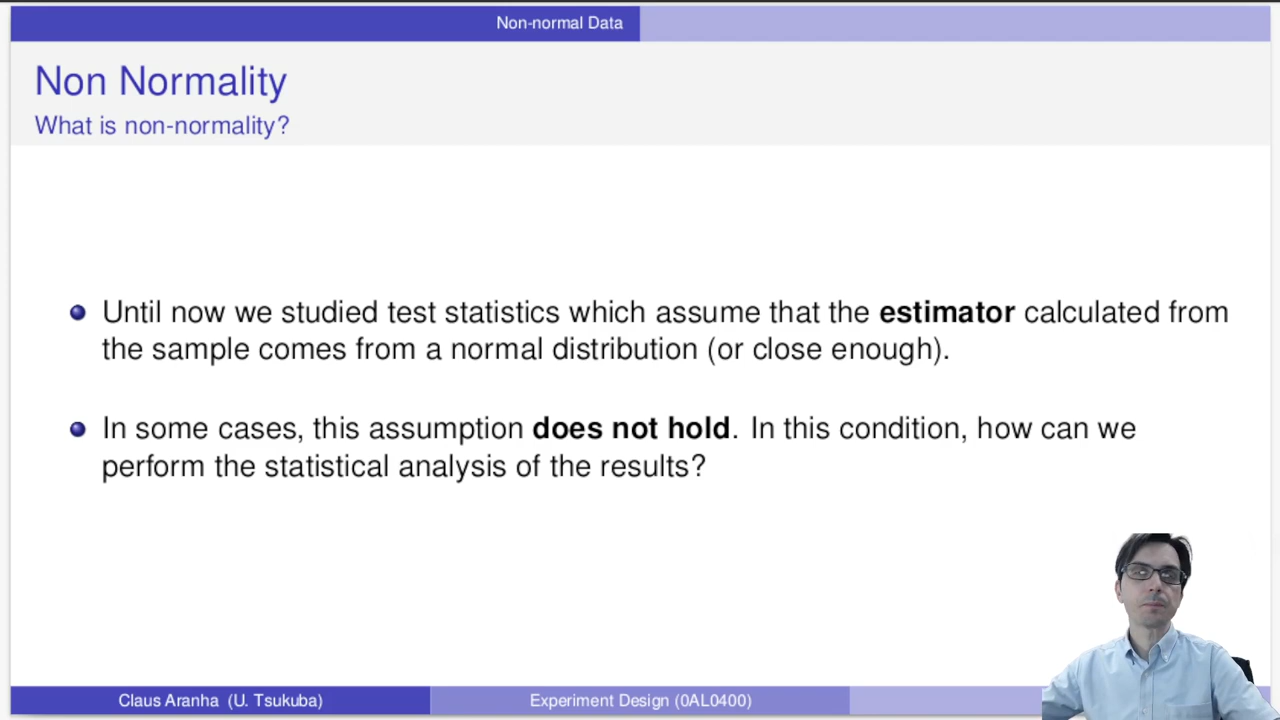 Non-normal Data
Non Normality
What is non-normality?
Until now we studied test statistics which assume that the estimator calculated from
the sample comes from a normal distribution (or close enough).
In some cases, this assumption does not hold. In this condition, how can we
perform the statistical analysis of the results?
Claus Aranha (U. Tsukuba)
Experiment Design (0AL0400)